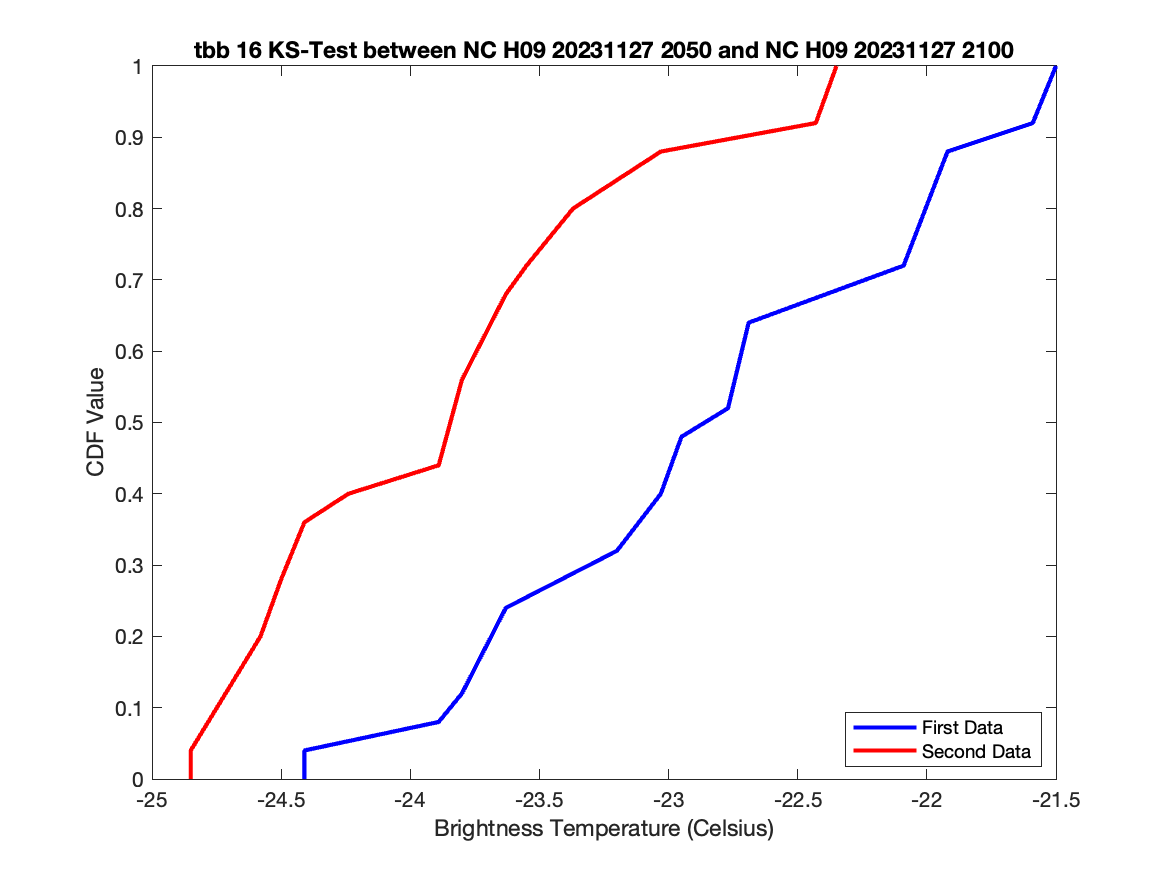 tbb 16 KS-Test between NC H09 20231127 2050 and NC H09 20231127 2100
1
0.9
0.8
0.7
0.6
0.5
0.4
0.3
0.2
0.1
0
CDF Value
First Data
Second Data
-25 -24.5 -24 -23.5 -23 -22.5 -22 -21.5
Brightness Temperature (Celsius)